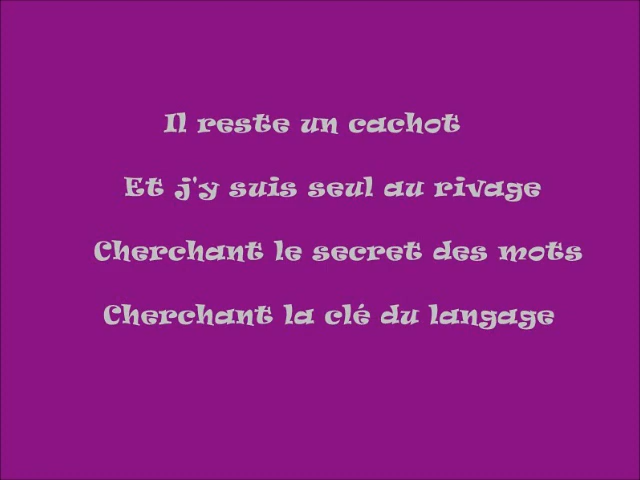 Il reste un cachot
Et j'y suis seul au rivage
Cherchant le secret des mots
Cherchant la clé du langage